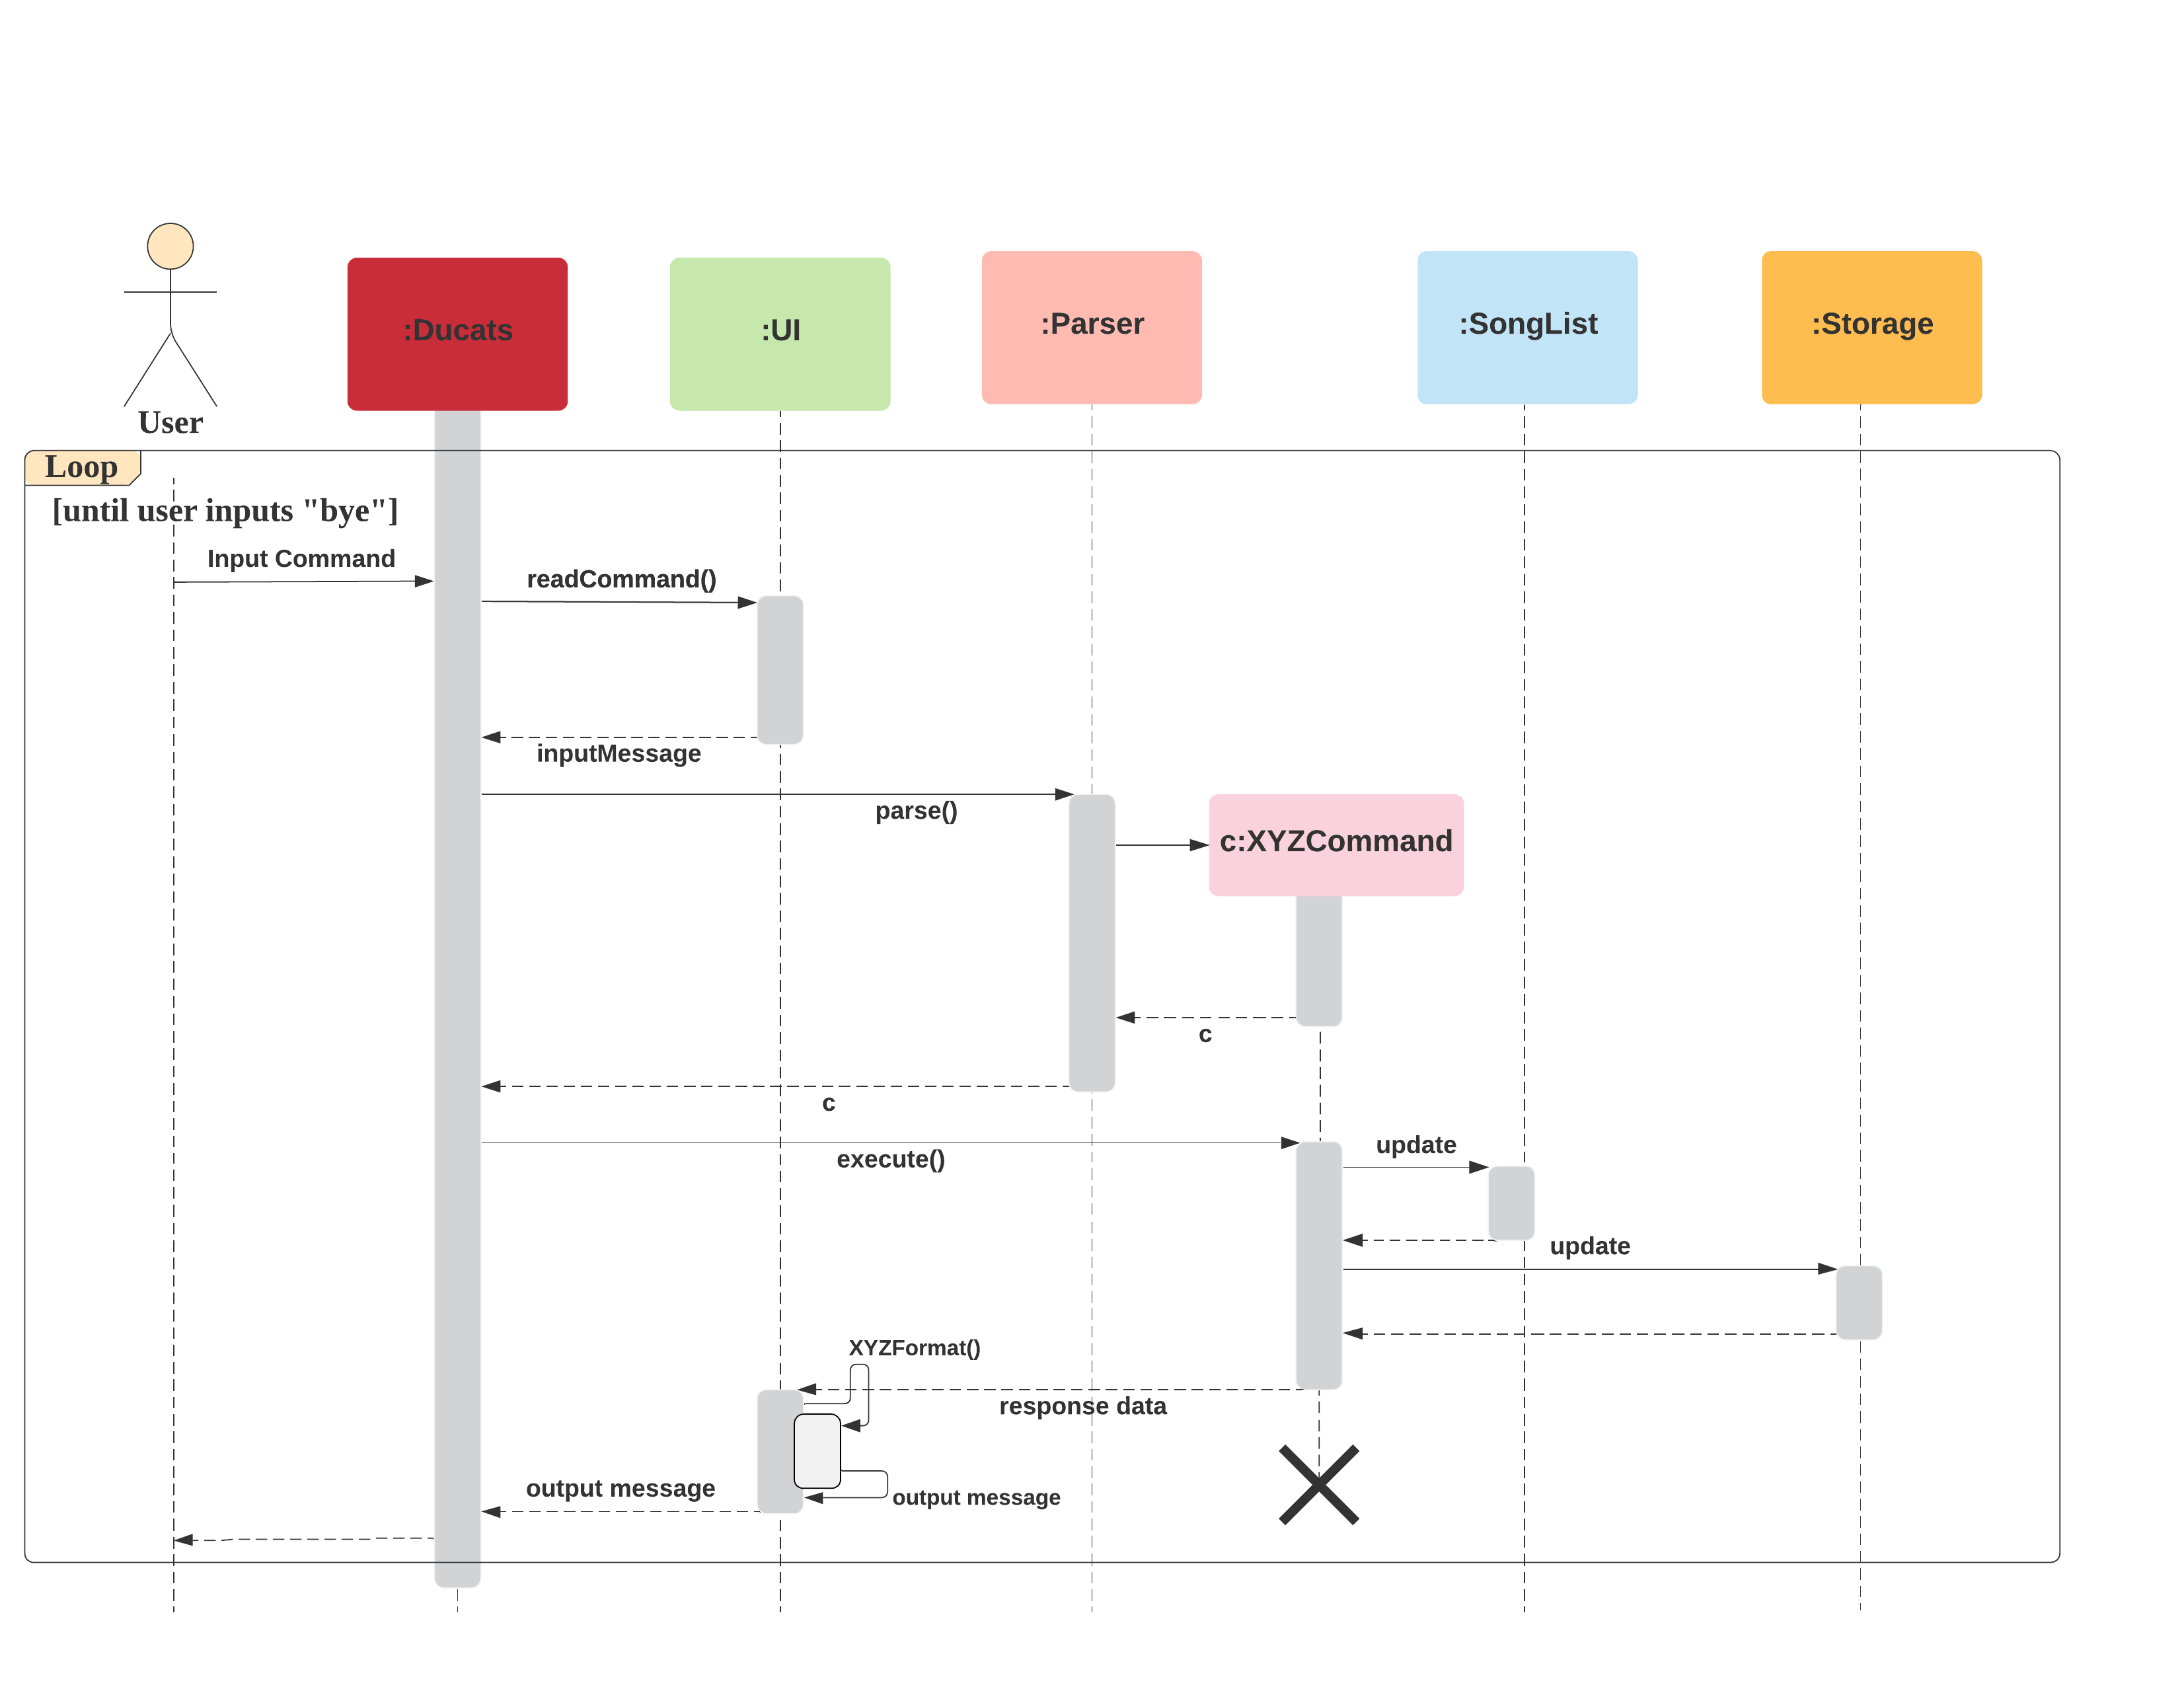 :Ducats
:UI
:Parser
:SongList
:Storage
User
Loop
[until user inputs "bye"]
Input Command
readCommand()
inputMessage
parse()
c:XYZCommand
c
c
execute()
update
update
XYZFormat()
response data
output message
output message